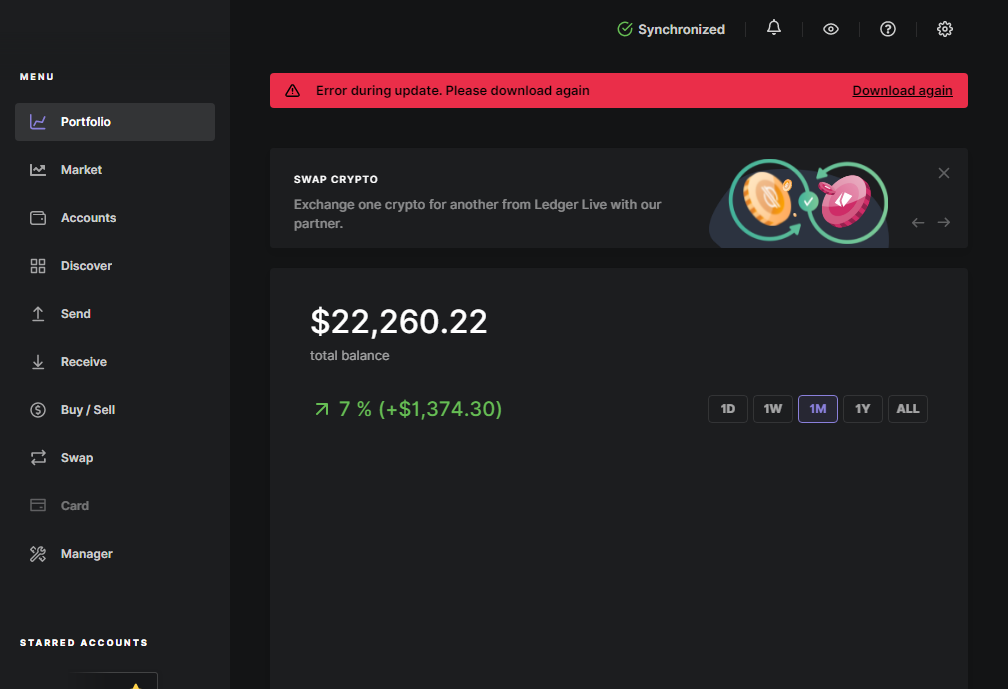 Synchronized
MENU
Error during update. Please download again
Download again
Portfolio
Market
Accounts
Discover
Send
Receive
Buy / Sell
Swap
Card
Manager
STARRED ACCOUNTS
SWAP CRYPTO
Exchange one crypto for another from Ledger Live with our
partner.
$22,260.22
total balance
7 % (+$1,374.30)
1D 1W 1M 1Y ALL